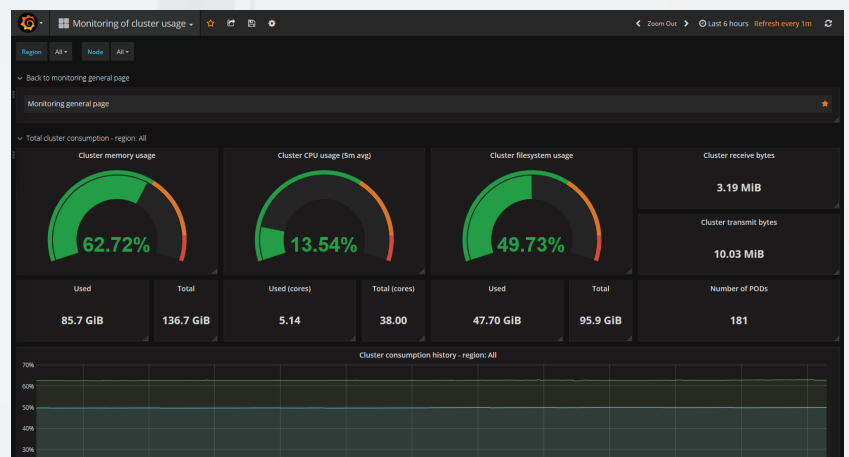 Monitoring of cluster usage
Zoom Out
Last 6 hours Refresh every 1m
Region All Node All
Back to monitoring general page
Monitoring general page
Total cluster consumption - region: All
Cluster memory usage
62.72%
Cluster CPU usage (5m avg)
13.54%
Cluster filesystem usage
49.73%
Cluster receive bytes
3.19 MiB
Cluster transmit bytes
10.03 MiB
Used
85.7 GiB
Total
136.7 GiB
Used (cores)
5.14
Total (cores)
38.00
Used
47.70 GiB
Total
95.9 GiB
Number of PODs
181
Cluster consumption history - region: All
70%
60%
50%
40%
30%